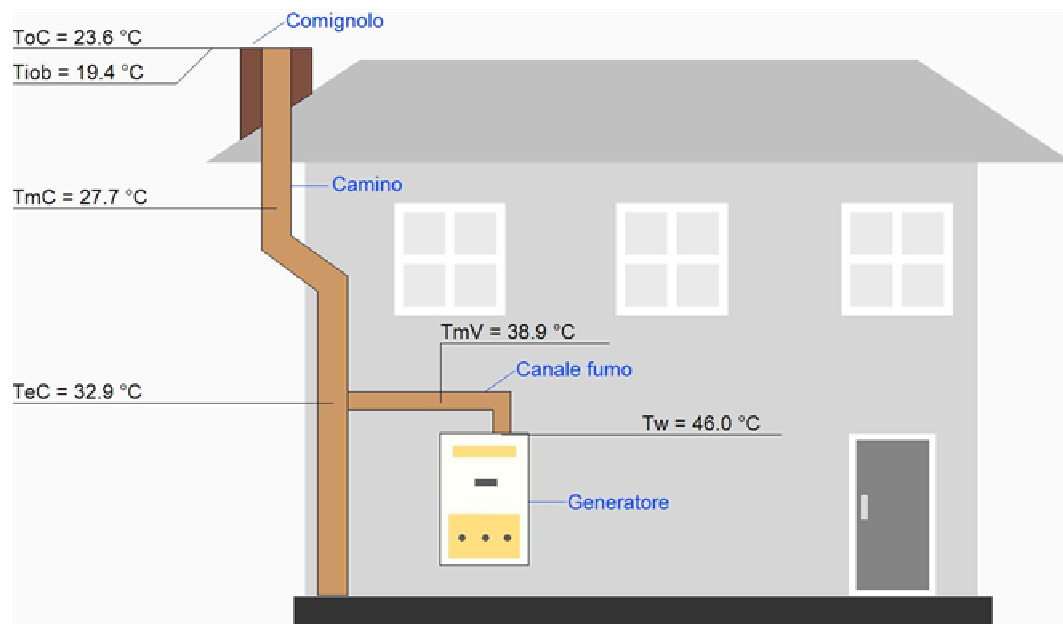 Comignolo
ToC = 23.6 °C
Tiob = 19.4 °C
Camino
TmC = 27.7 °C
TmV = 38.9 °C
Canale fumo
TeC = 32.9 °C
Tw = 46.0 °C
Generatore